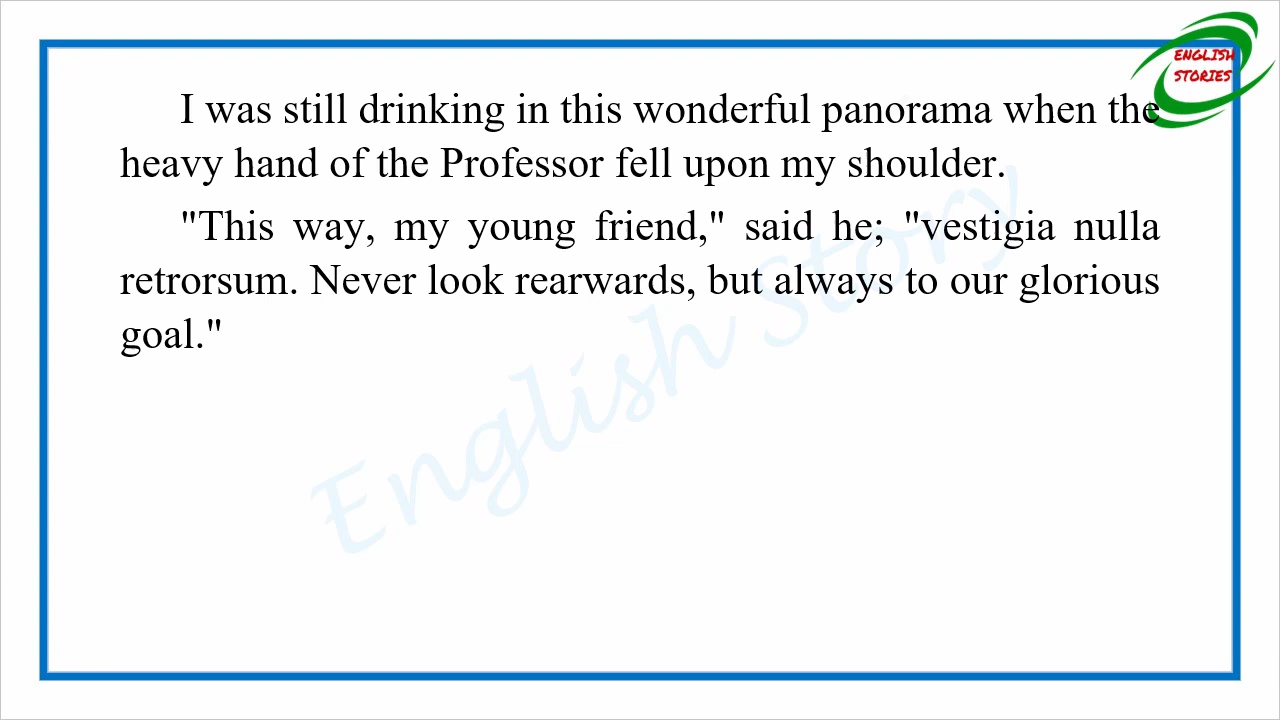 ENGLISH
STORIES
I was still drinking in this wonderful panorama when the
heavy hand of the Professor fell upon my shoulder.
"This way, my young friend," said he; "vestigia nulla
retrorsum. Never look rearwards, but always to our glorious
goal."
English Story